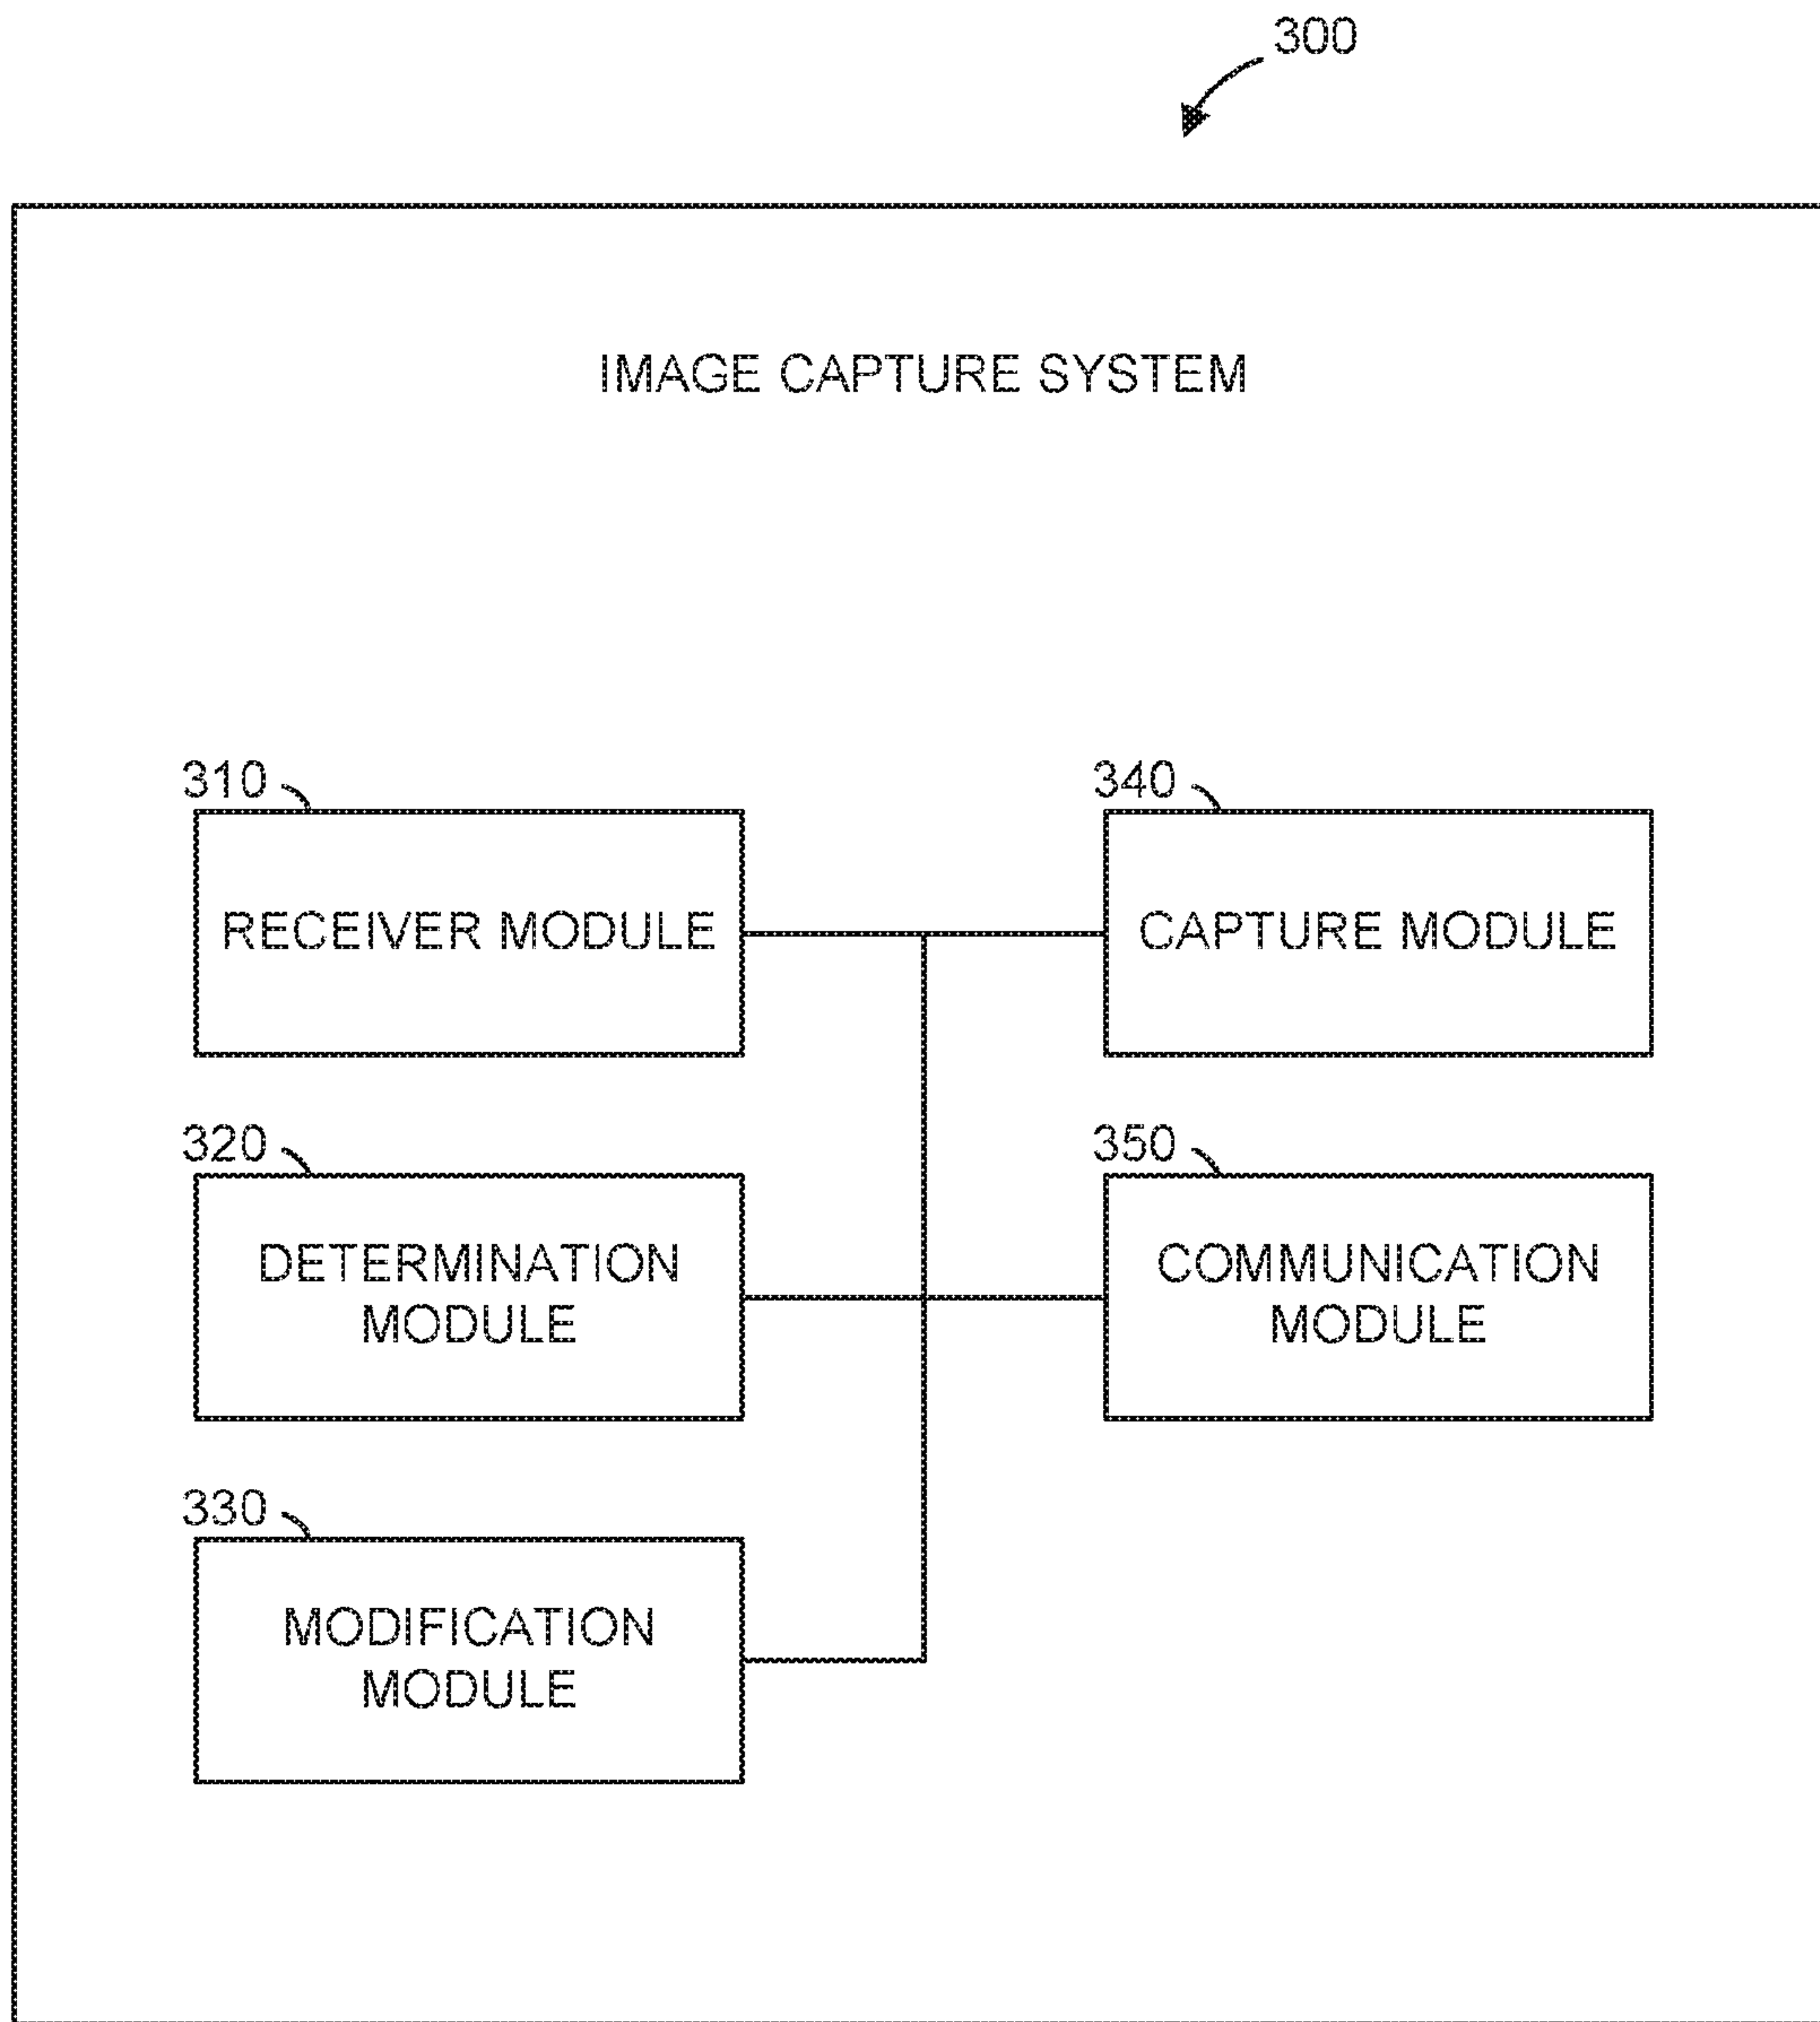 300
IMAGE CAPTURE SYSTEM
310
RECEIVER MODULE
340
CAPTURE MODULE
320
DETERMINATION
MODULE
350
COMMUNICATION
MODULE
330
MODIFICATION
MODULE